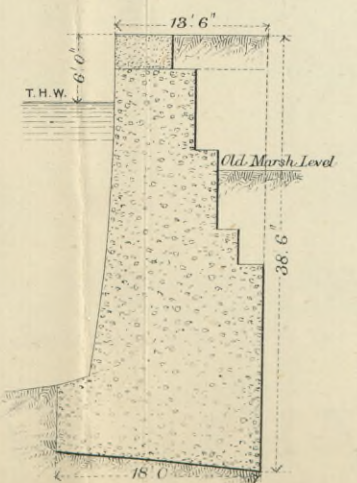 13' 6"
6' 0"
T.H.W.
Old Marsh Level
38' 6"
18' 0